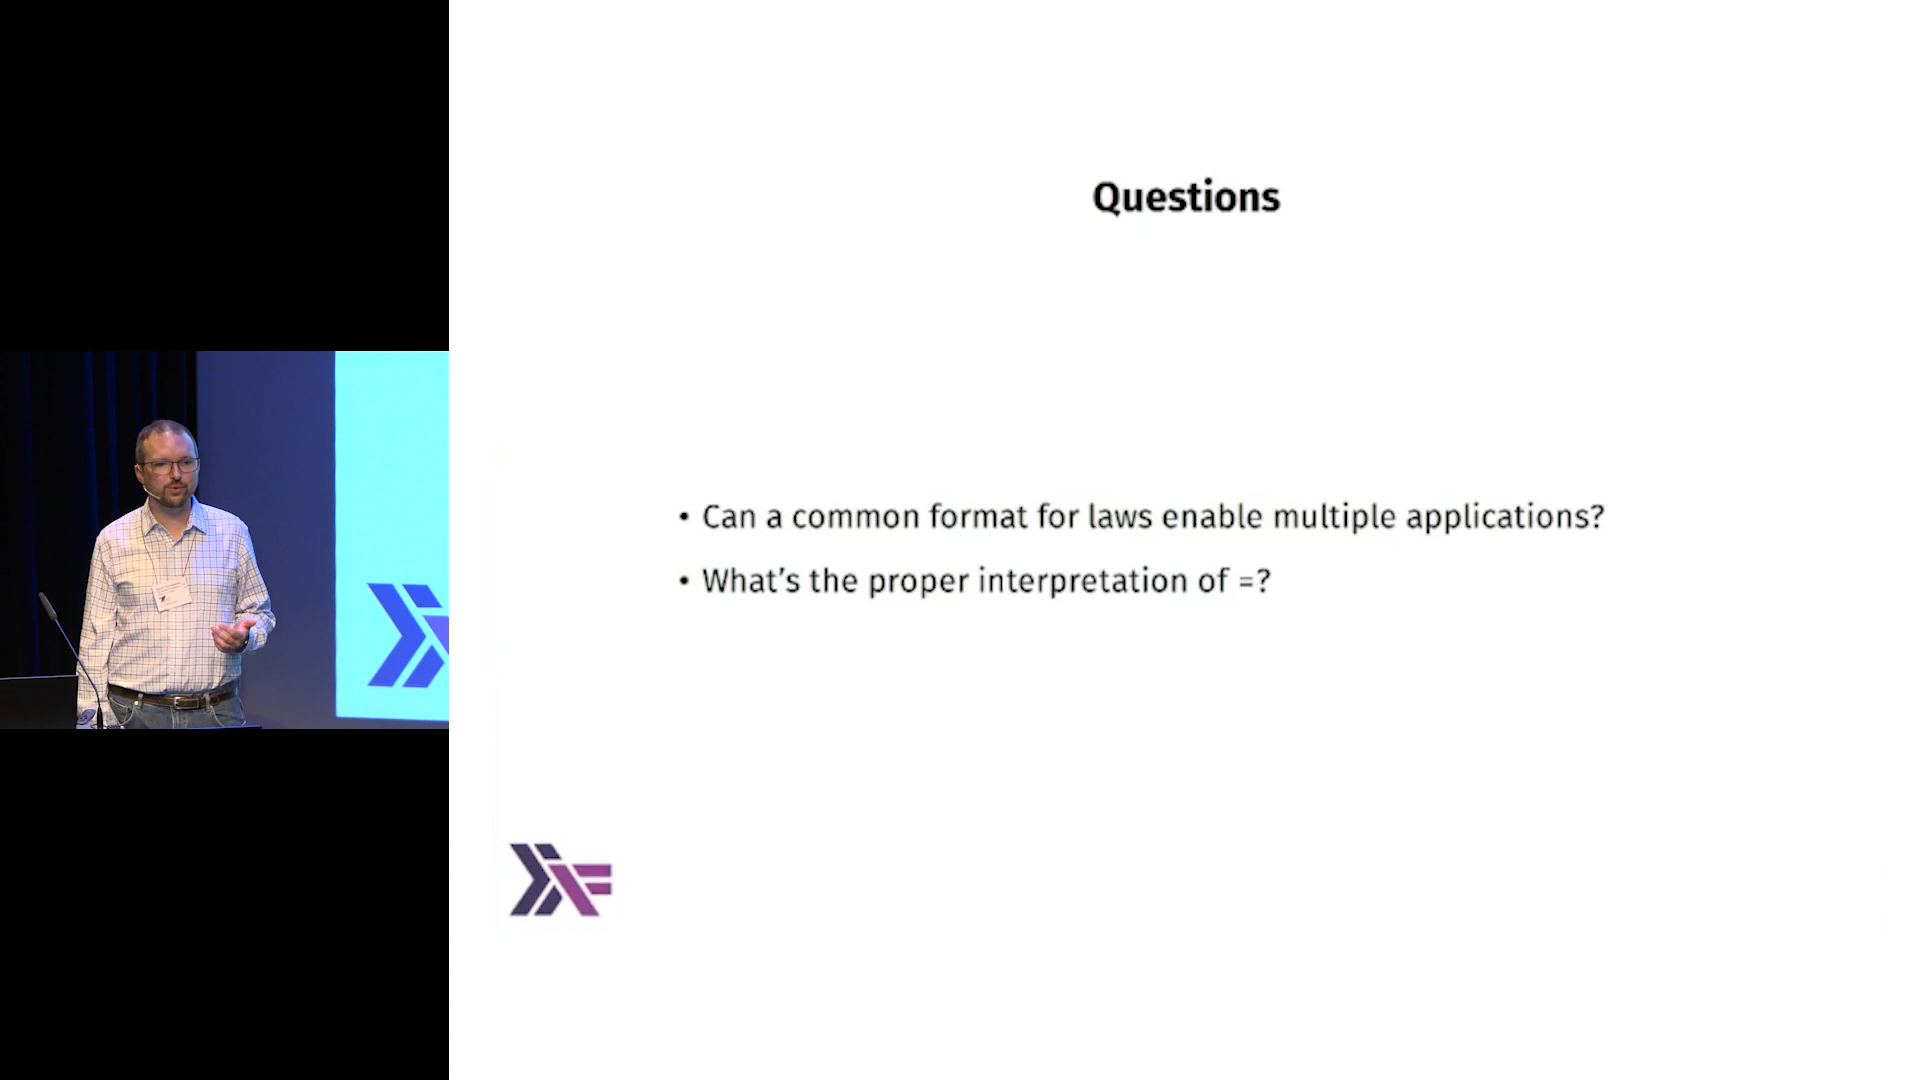 Questions
• Can a common format for laws enable multiple applications?
• What's the proper interpretation of =?